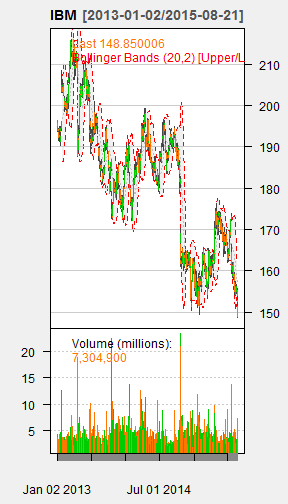 IBM [2013-01-02/2015-08-21]
Last 148.850006
Bollinger Bands (20,2) [Upper/L
210
200
190
180
170
160
150
Volume (millions):
7,304,900
20
15
10
5
Jan 02 2013
Jul 01 2014